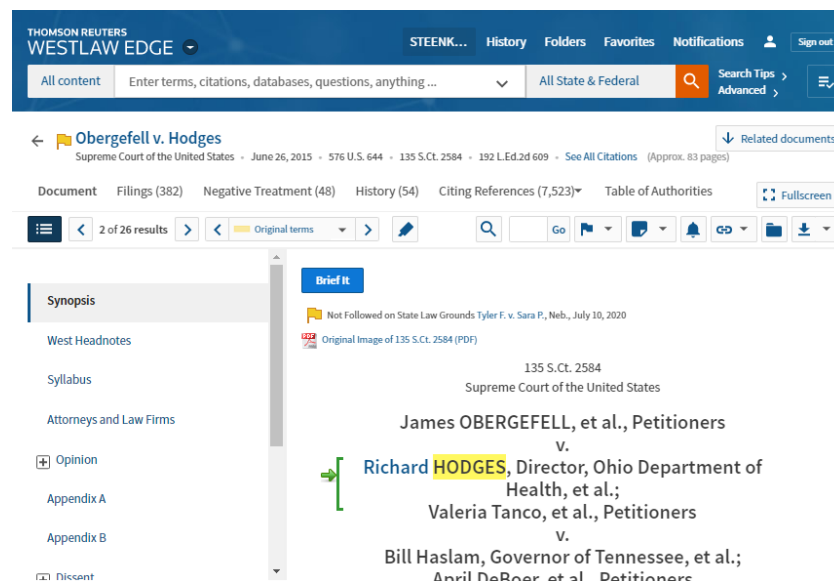 THOMSON REUTERS
WESTLAW EDGE
STEENK... History Folders Favorites Notifications Sign out
All content Enter terms, citations, databases, questions, anything ... All State & Federal Search Tips
Advanced
Obergefell v. Hodges
Related documents
Supreme Court of the United States · June 26, 2015 · 576 U.S. 644 · 135 S.Ct. 2584 · 192 L.Ed.2d 609 · See All Citations (Approx. 83 pages)
Document Filings (382) Negative Treatment (48) History (54) Citing References (7,523) Table of Authorities Fullscreen
2 of 26 results Original terms Go
Brief It
Synopsis
Not Followed on State Law Grounds Tyler F. v. Sara P., Neb., July 10, 2020
West Headnotes
PDF Original Image of 135 S.Ct. 2584 (PDF)
135 S.Ct. 2584
Syllabus
Supreme Court of the United States
Attorneys and Law Firms
James OBERGEFELL, et al., Petitioners
v.
Opinion
Richard HODGES, Director, Ohio Department of
Health, et al.;
Appendix A
Valeria Tanco, et al., Petitioners
v.
Appendix B
Bill Haslam, Governor of Tennessee, et al.;
Dissent
April DeBoer, et al., Petitioners